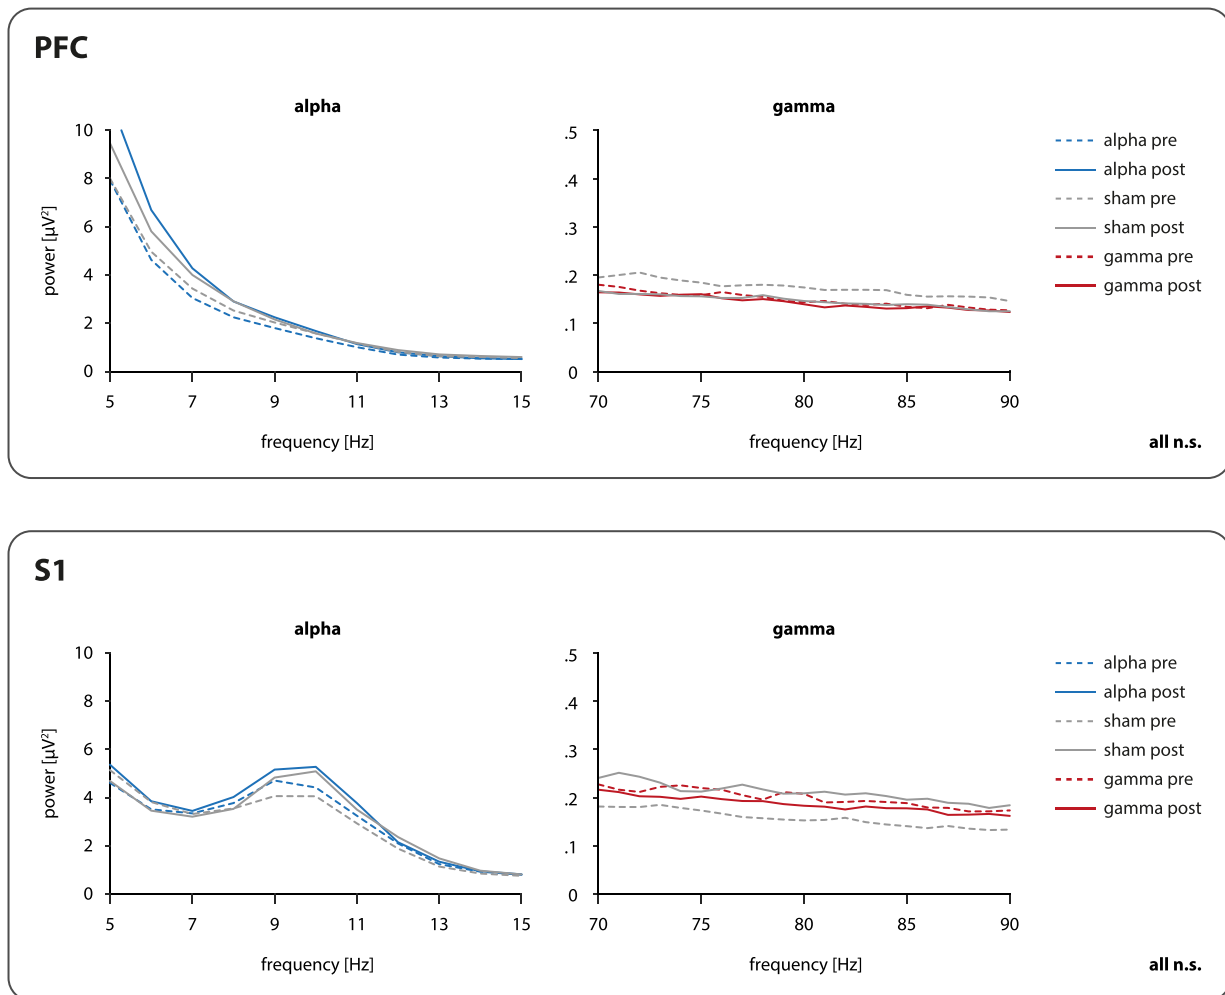 PFC
alpha
gamma
power [µV²]
10
8
6
4
2
0
5
7
9
11
13
15
frequency [Hz]
.5
.4
.3
.2
.1
0
70
75
80
85
90
frequency [Hz]
alpha pre
alpha post
sham pre
sham post
gamma pre
gamma post
all n.s.
S1
alpha
gamma
power [µV²]
10
8
6
4
2
0
5
7
9
11
13
15
frequency [Hz]
.5
.4
.3
.2
.1
0
70
75
80
85
90
frequency [Hz]
alpha pre
alpha post
sham pre
sham post
gamma pre
gamma post
all n.s.